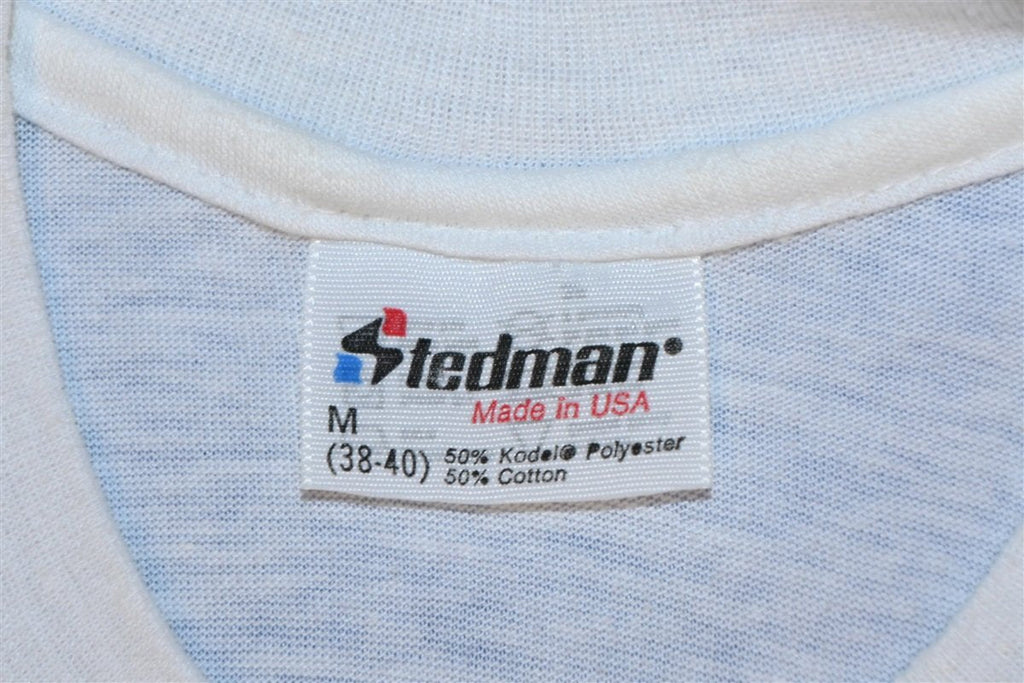 Stedman®
Made in USA
M
(38-40)
50% Kodel® Polyester
50% Cotton